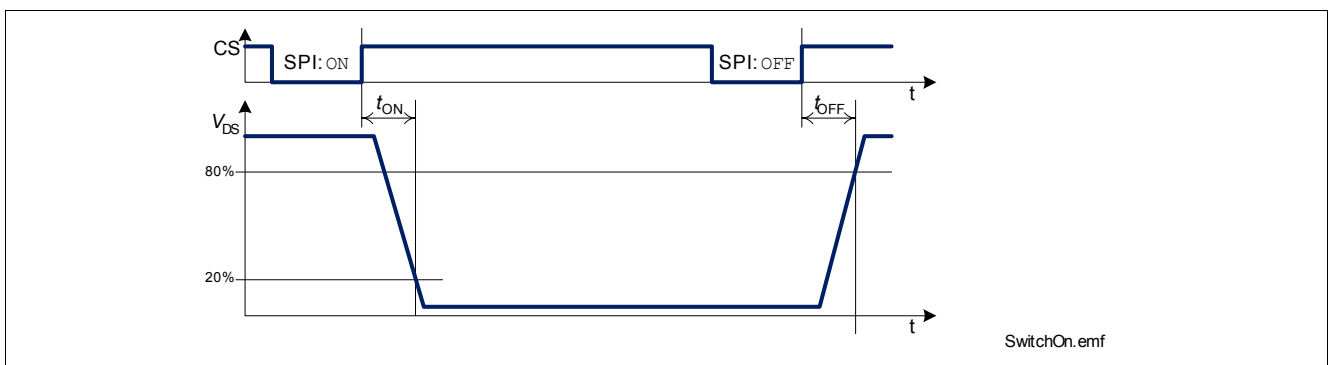 CS
SPI: ON
SPI: OFF
t
tON
tOFF
VDS
80%
20%
t
SwitchOn.emf